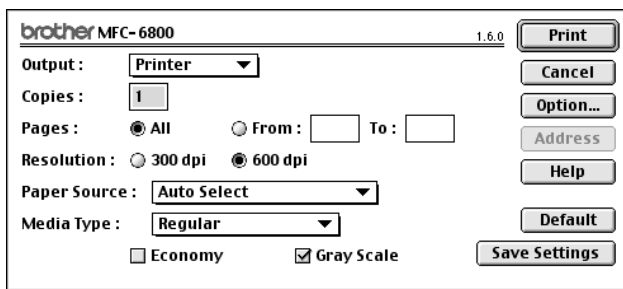 brother MFC-6800 1.6.0 Print
Output : Printer Cancel
Copies : 1 Option...
Pages : All From : To : Address
Resolution : 300 dpi 600 dpi Help
Paper Source : Auto Select
Media Type : Regular Default
Economy Gray Scale Save Settings